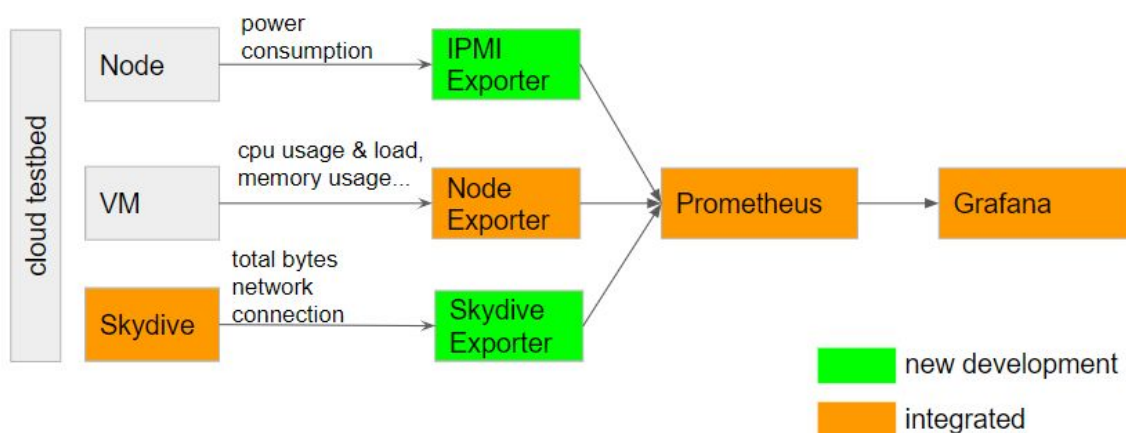 cloud testbed
Node
power
consumption
IPMI
Exporter
VM
cpu usage & load,
memory usage...
Node
Exporter
Prometheus
Grafana
Skydive
total bytes
network
connection
Skydive
Exporter
new development
integrated